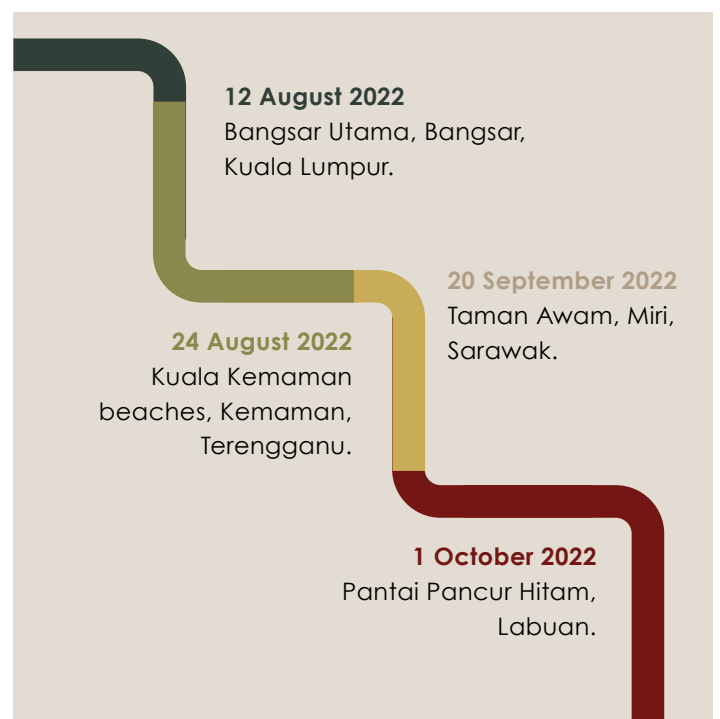 12 August 2022
Bangsar Utama, Bangsar,
Kuala Lumpur.
24 August 2022
Kuala Kemaman
beaches, Kemaman,
Terengganu.
20 September 2022
Taman Awam, Miri,
Sarawak.
1 October 2022
Pantai Pancur Hitam,
Labuan.